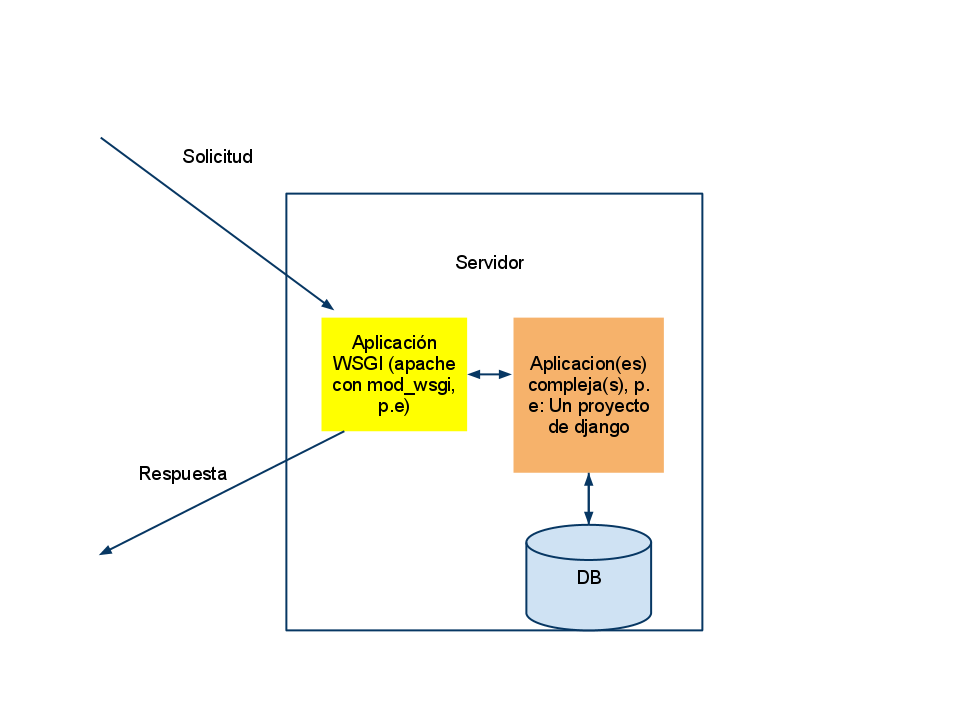 Solicitud
Servidor
Aplicación
WSGI (apache
con mod_wsgi,
p.e)
Aplicacion(es)
compleja(s), p.
e: Un proyecto
de django
Respuesta
DB